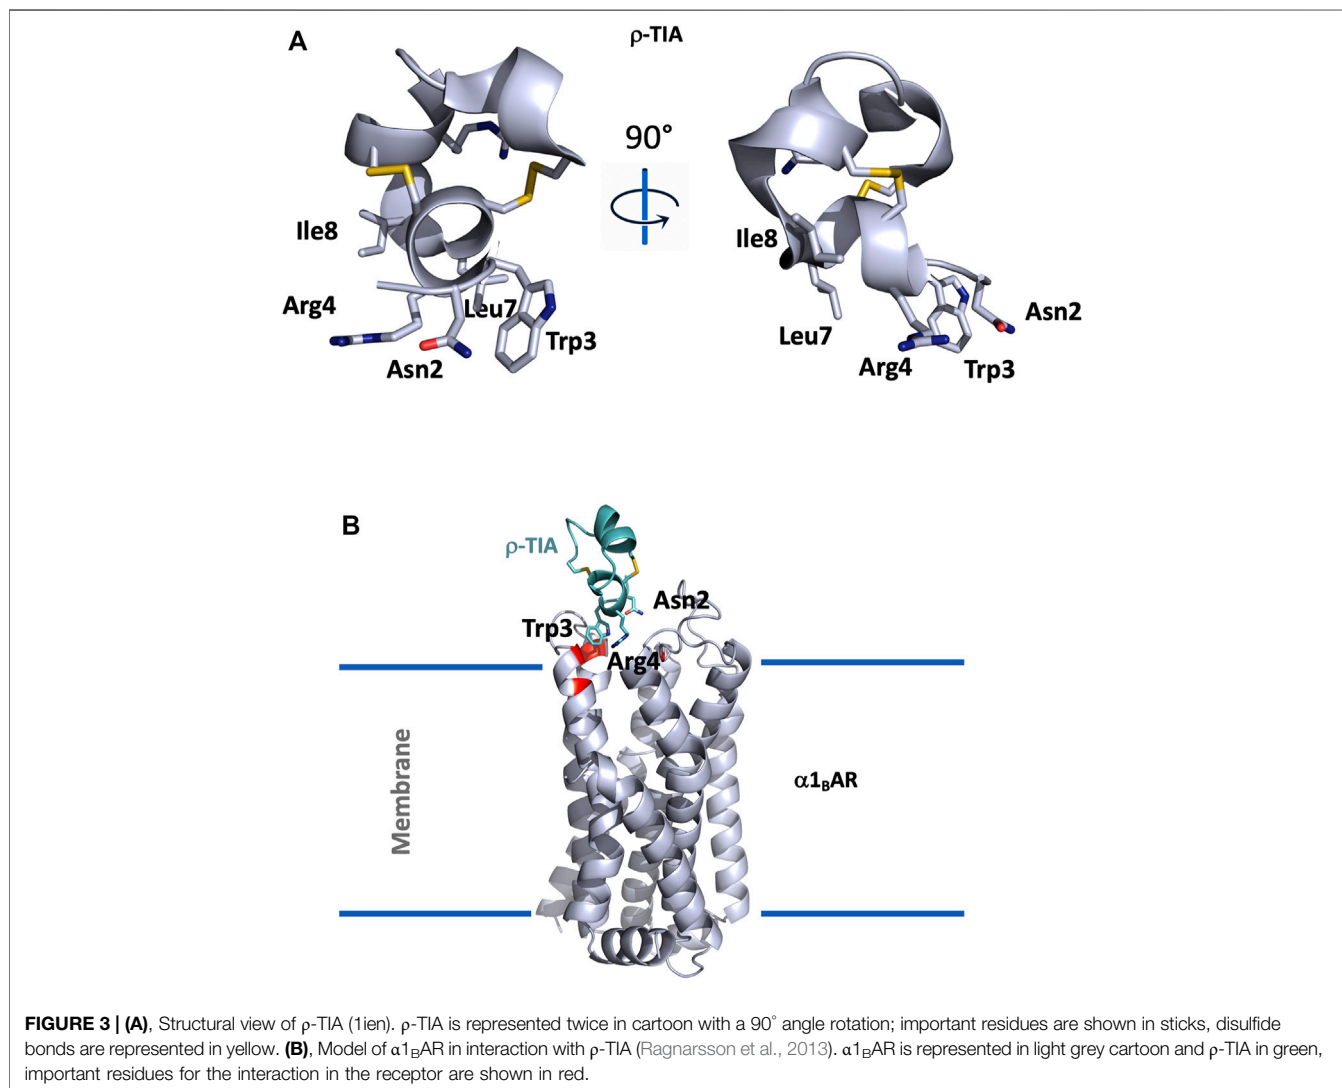 A
ρ-TIA
90°
Ile8
Arg4
Leu7
Asn2
Trp3
Ile8
Leu7
Arg4
Trp3
Asn2
B
ρ-TIA
Asn2
Trp3
Arg4
Membrane
α1BAR
FIGURE 3 | (A), Structural view of ρ-TIA (1ien). ρ-TIA is represented twice in cartoon with a 90° angle rotation; important residues are shown in sticks, disulfide
bonds are represented in yellow. (B), Model of α1BAR in interaction with ρ-TIA (Ragnarsson et al., 2013). α1BAR is represented in light grey cartoon and ρ-TIA in green,
important residues for the interaction in the receptor are shown in red.